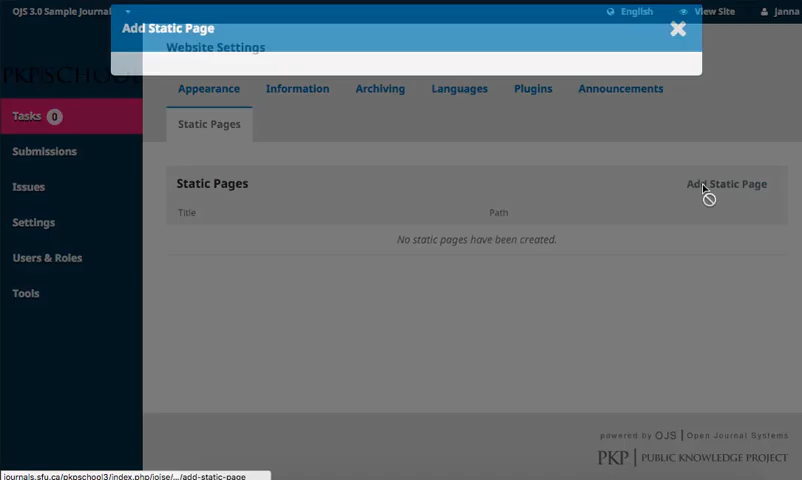 OJS 3.0 Sample Journal
English
View Site
Janna
Add Static Page
Website Settings
PKP SCHOOL
Tasks 0
Submissions
Issues
Settings
Users & Roles
Tools
Appearance
Information
Archiving
Languages
Plugins
Announcements
Static Pages
Static Pages
Add Static Page
Title
Path
No static pages have been created.
powered by OJS | Open Journal Systems
PKP | PUBLIC KNOWLEDGE PROJECT
journals.sfu.ca/pkpschool3/index.php/joise/.../add-static-page